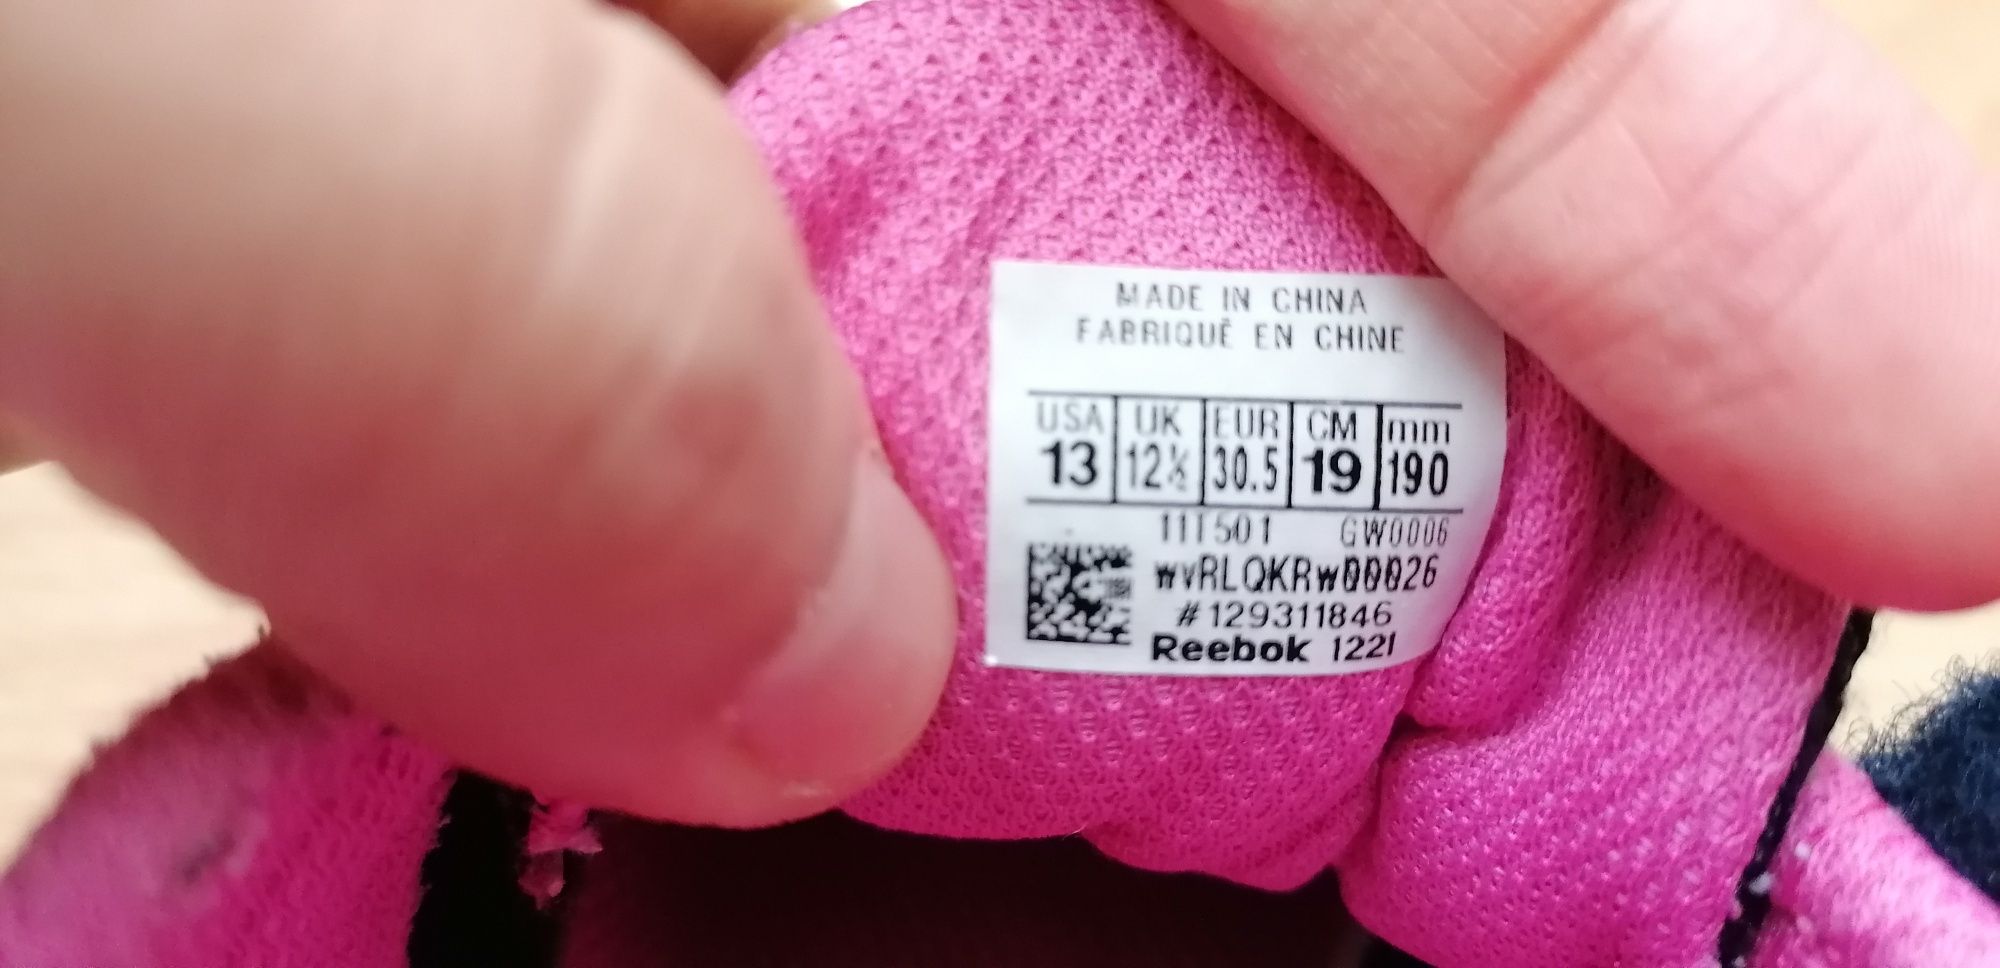 MADE IN CHINA
FABRIQUÉ EN CHINE
USA UK EUR CM mm
13 12½ 30.5 19 190
11T501 GW0006
wvRLQKRw00026
#129311846
Reebok 1221